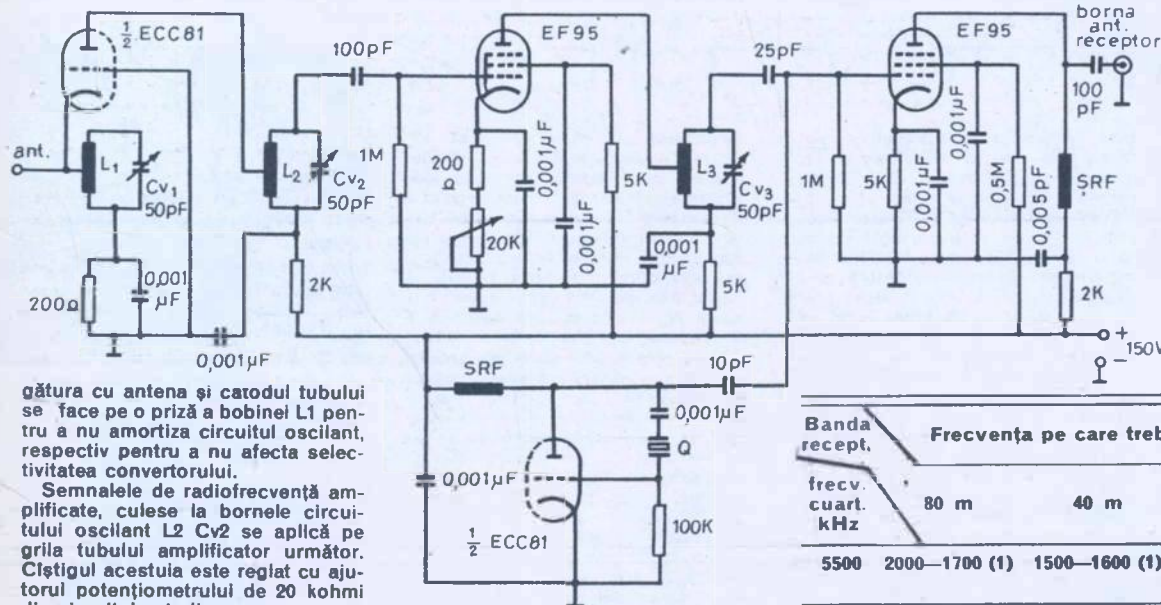 ½ ECC81
EF95
EF95
borna
ant.
receptor
100pF
25pF
100
pF
ant.
L1
Cv1
50pF
L2
Cv2
50pF
1M
200
Ω
0,001µF
5K
L3
Cv3
50pF
1M
5K
0,001µF
0,001µF
0,5M
0,005pF
SRF
20K
0,001µF
0,001
µF
200Ω
0,001
µF
2K
5K
2K
0,001µF
+
-150V
SRF
10pF
0,001µF
Q
0,001µF
100K
½ ECC81
gătura cu antena și catodul tubului
se face pe o priză a bobinei L1 pen-
tru a nu amortiza circuitul oscilant,
respectiv pentru a nu afecta selec-
tivitatea convertorului.
Semnalele de radiofrecvență am-
plificate, culese la bornele circui-
tului oscilant L2 Cv2 se aplică pe
grila tubului amplificator următor.
Cîștigul acestuia este reglat cu aju-
torul potențiometrului de 20 kohmi
Banda
recept.
Frecvența pe care treb
frecv.
cuart.
kHz
80 m
40 m
5500
2000—1700 (1)
1500—1600 (1)